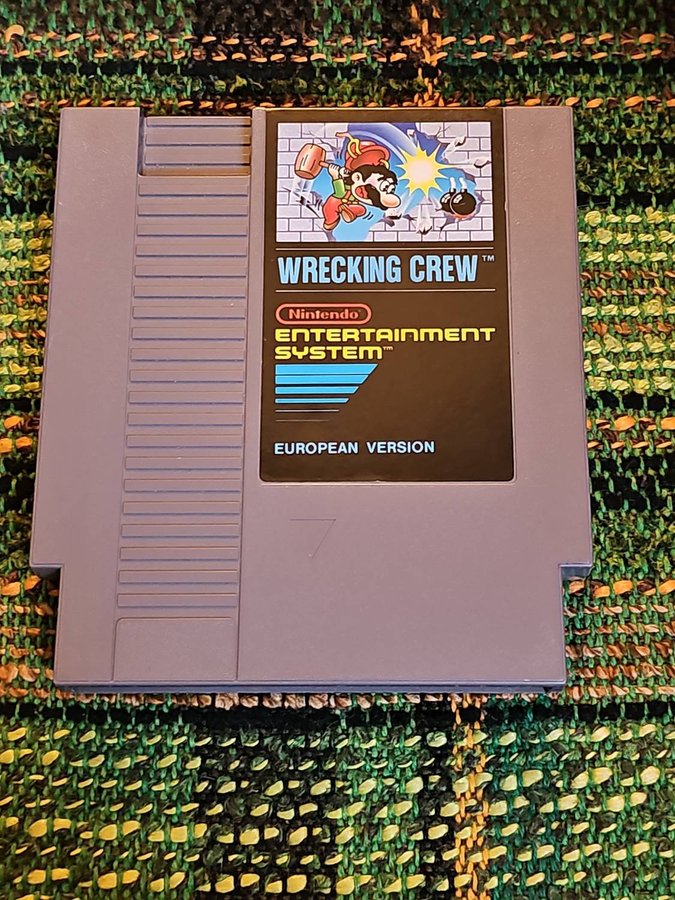 WRECKING CREW™
Nintendo
ENTERTAINMENT
SYSTEM™
EUROPEAN VERSION